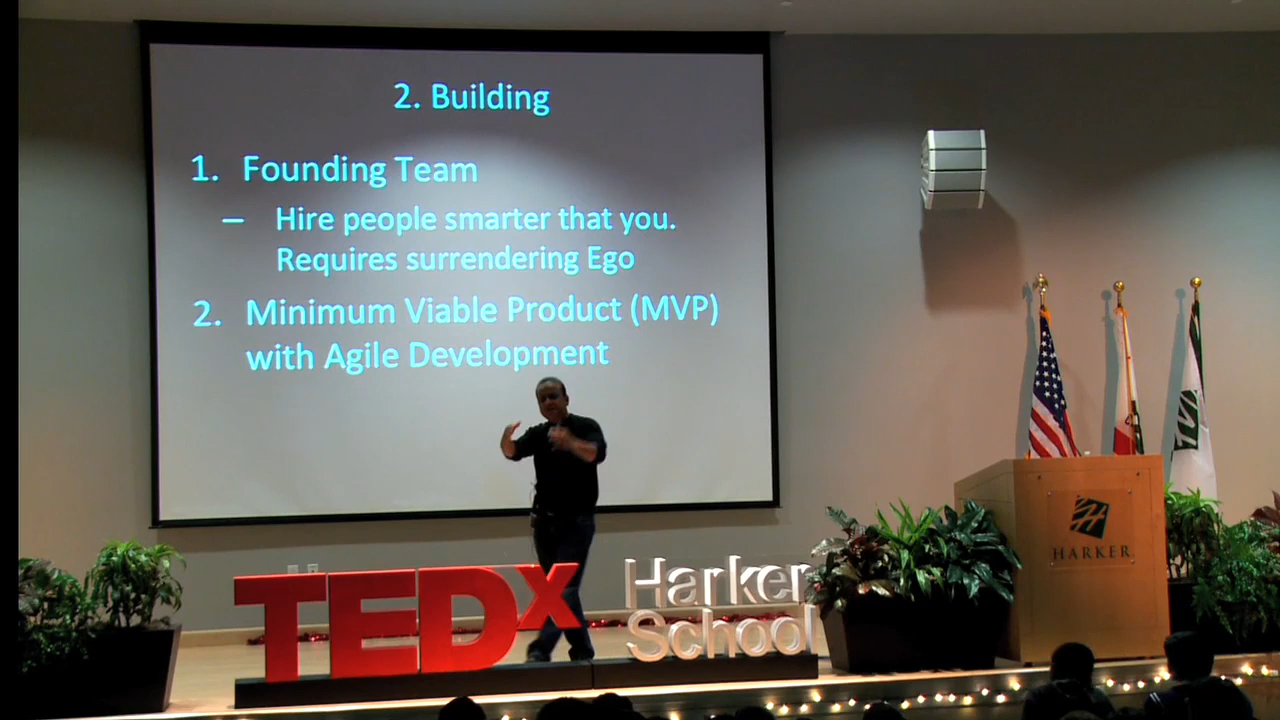 2. Building
1. Founding Team
– Hire people smarter that you.
Requires surrendering Ego
2. Minimum Viable Product (MVP)
with Agile Development
TEDx
Harker
School
HARKER